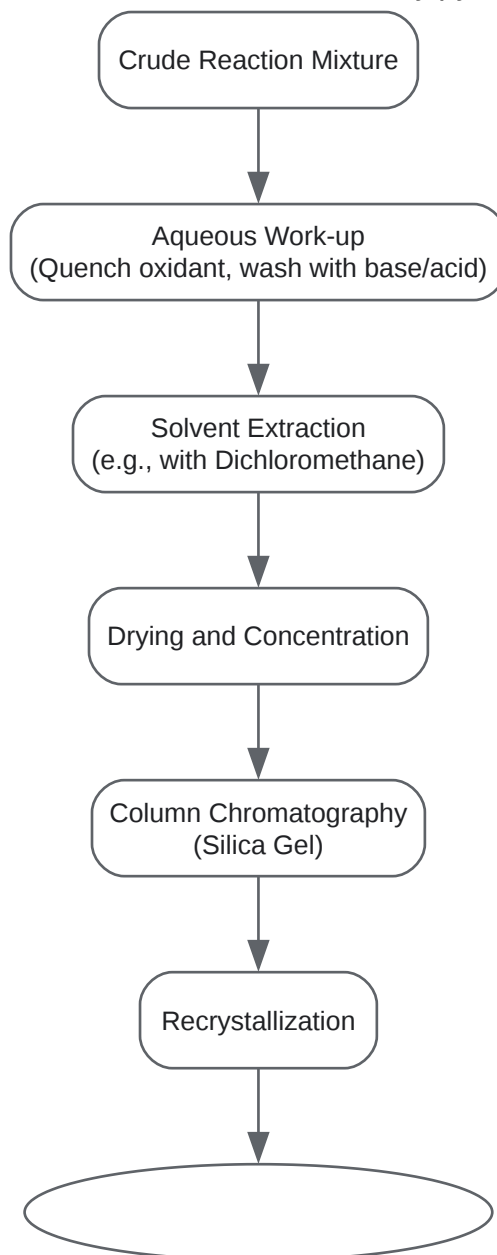 Crude Reaction Mixture
Aqueous Work-up
(Quench oxidant, wash with base/acid)
Solvent Extraction
(e.g., with Dichloromethane)
Drying and Concentration
Column Chromatography
(Silica Gel)
Recrystallization